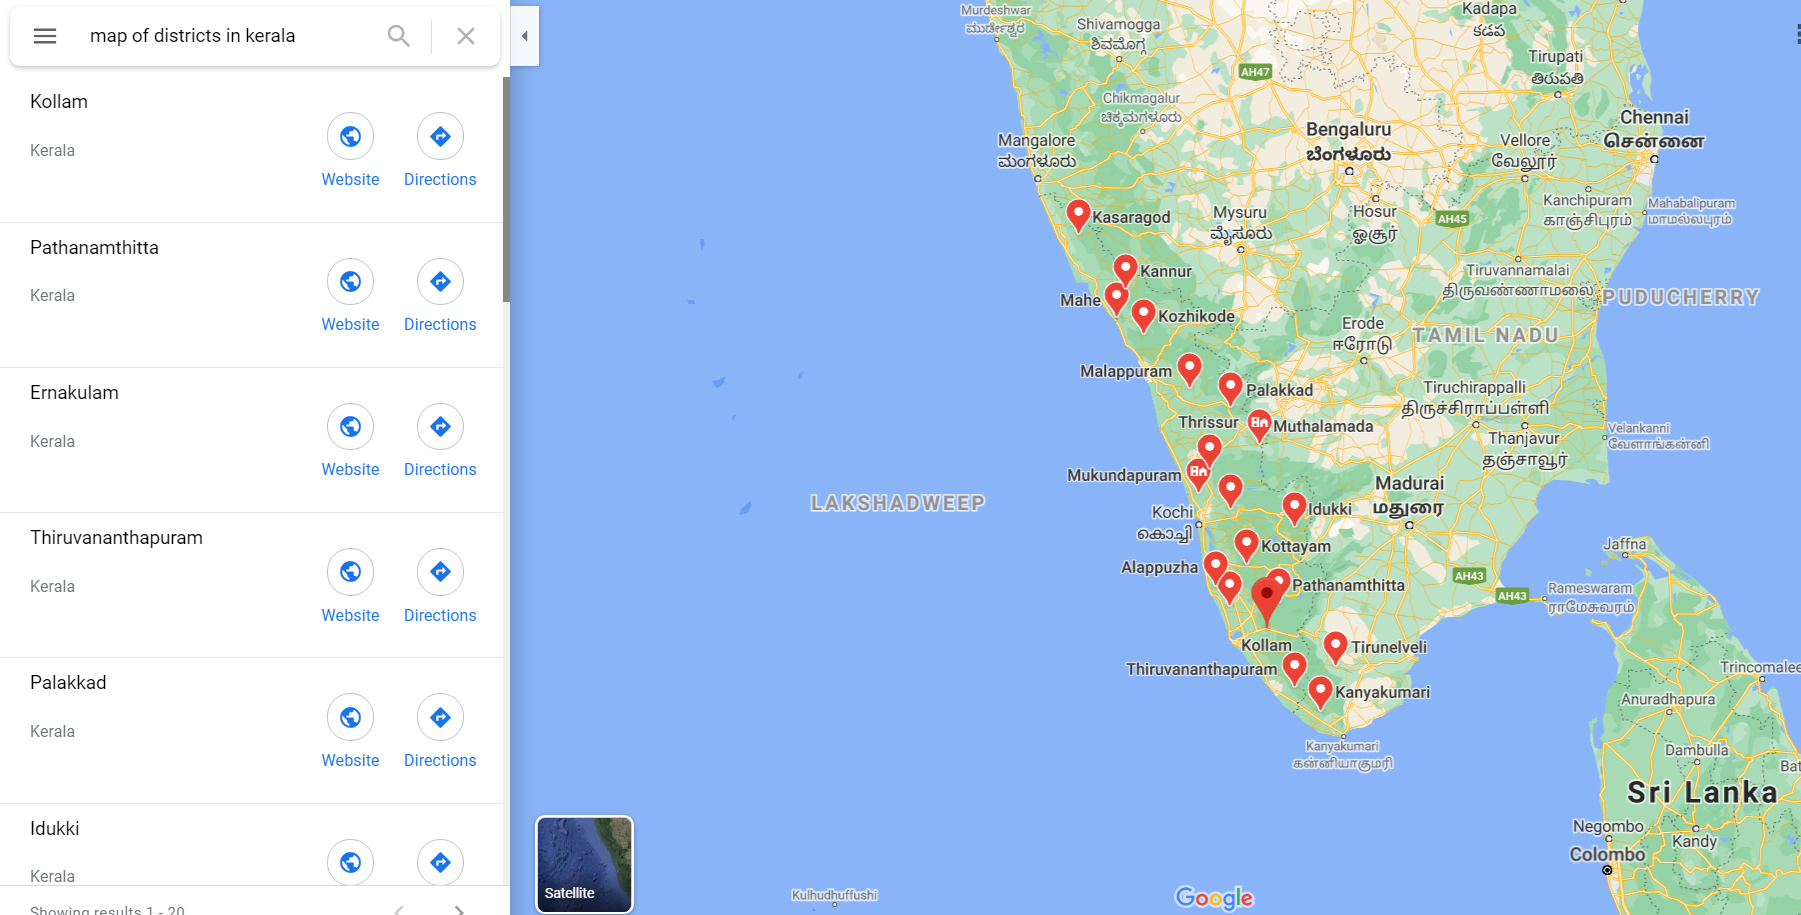 map of districts in kerala
Kollam
Kerala
Website
Directions
Pathanamthitta
Kerala
Website
Directions
Ernakulam
Kerala
Website
Directions
Thiruvananthapuram
Kerala
Website
Directions
Palakkad
Kerala
Website
Directions
Idukki
Kerala
Showing results 1 - 20
Murdeshwar
ಮುರ್ಡೇಶ್ವರ
Shivamogga
ಶಿವಮೊಗ್ಗ
Kadapa
కడప
Tirupati
తిరుపతి
AH47
Chikmagalur
ಚಿಕ್ಕಮಗಳೂರು
Mangalore
ಮಂಗಳೂರು
Bengaluru
ಬೆಂಗಳೂರು
Vellore
வேலூர்
Chennai
சென்னை
Kasaragod
Mysuru
ಮೈಸೂರು
Hosur
ஓசூர்
AH45
Kanchipuram
காஞ்சிபுரம்
Mahabalipuram
மாமல்லபுரம்
Kannur
Mahe
Kozhikode
Tiruvannamalai
திருவண்ணாமலை
PUDUCHERRY
Erode
ஈரோடு
TAMIL NADU
Malappuram
Palakkad
Tiruchirappalli
திருச்சிராப்பள்ளி
Thrissur
Muthalamada
Thanjavur
தஞ்சாவூர்
Velankanni
வேளாங்கன்னி
Mukundapuram
LAKSHADWEEP
Kochi
കൊച്ചി
Idukki
Madurai
மதுரை
Kottayam
Alappuzha
Pathanamthitta
Jaffna
AH43
AH43
Rameswaram
ராமேசுவரம்
Kollam
Tirunelveli
Thiruvananthapuram
Kanyakumari
Trincomalee
Anuradhapura
Kanyakumari
கன்னியாகுமரி
Dambulla
Bat
Sri Lanka
Negombo
Kandy
Colombo
Satellite
Kulhudhuffushi
Google